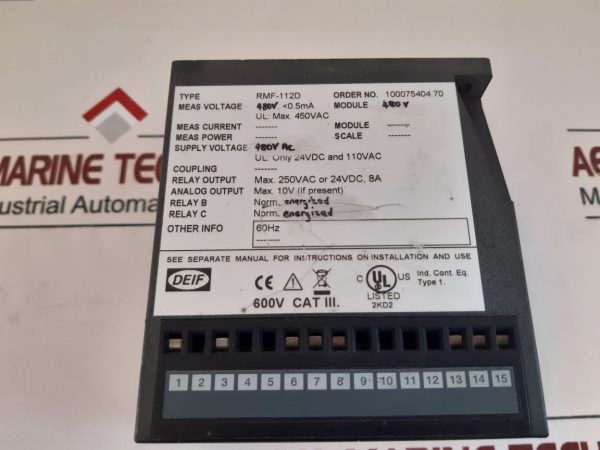 TYPE RMF-112D ORDER NO. 100075404 70
MEAS VOLTAGE 480V <0.5mA MODULE 480V
UL: Max. 450VAC
MEAS CURRENT ------- MODULE -------
MEAS POWER ------- SCALE -------
SUPPLY VOLTAGE 480V AC
UL: Only 24VDC and 110VAC
COUPLING -------
RELAY OUTPUT Max. 250VAC or 24VDC, 8A
ANALOG OUTPUT Max. 10V (if present)
RELAY B Norm. energized
RELAY C Norm. energized
OTHER INFO 60Hz
-------
SEE SEPARATE MANUAL FOR INSTRUCTIONS ON INSTALLATION AND USE
DEIF CE C UL US Ind. Cont. Eq.
Type 1.
LISTED
600V CAT III. 2KD2
1 2 3 4 5 6 7 8 9 10 11 12 13 14 15
MARINE TEC
ndustrial Automa
AE
Ind